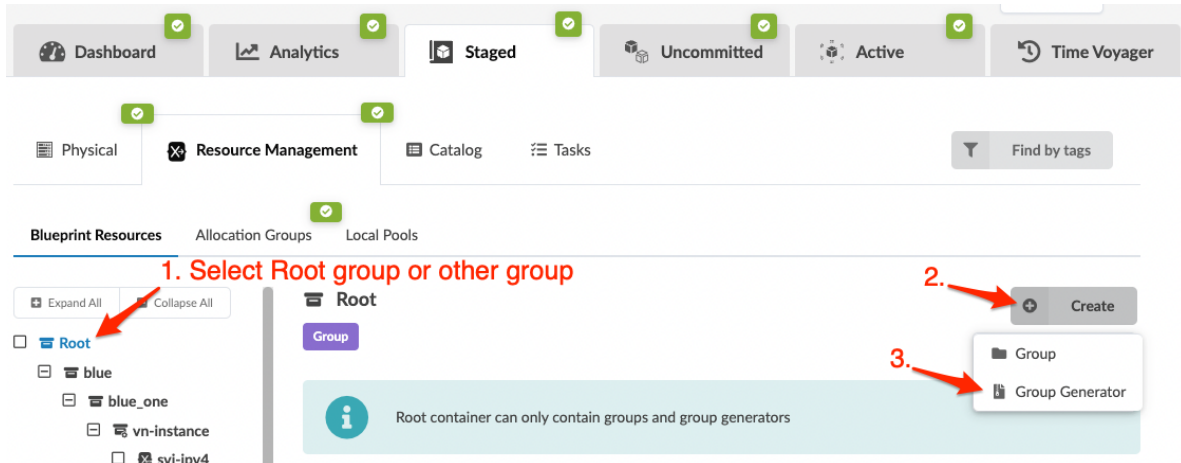 Dashboard
Analytics
Staged
Uncommitted
Active
Time Voyager
Physical
Resource Management
Catalog
Tasks
Find by tags
Blueprint Resources
Allocation Groups
Local Pools
1. Select Root group or other group
2.
Expand All
Collapse All
Root
Create
Root
Group
Group
blue
3.
Group Generator
blue_one
Root container can only contain groups and group generators
vn-instance
svi-ipv4